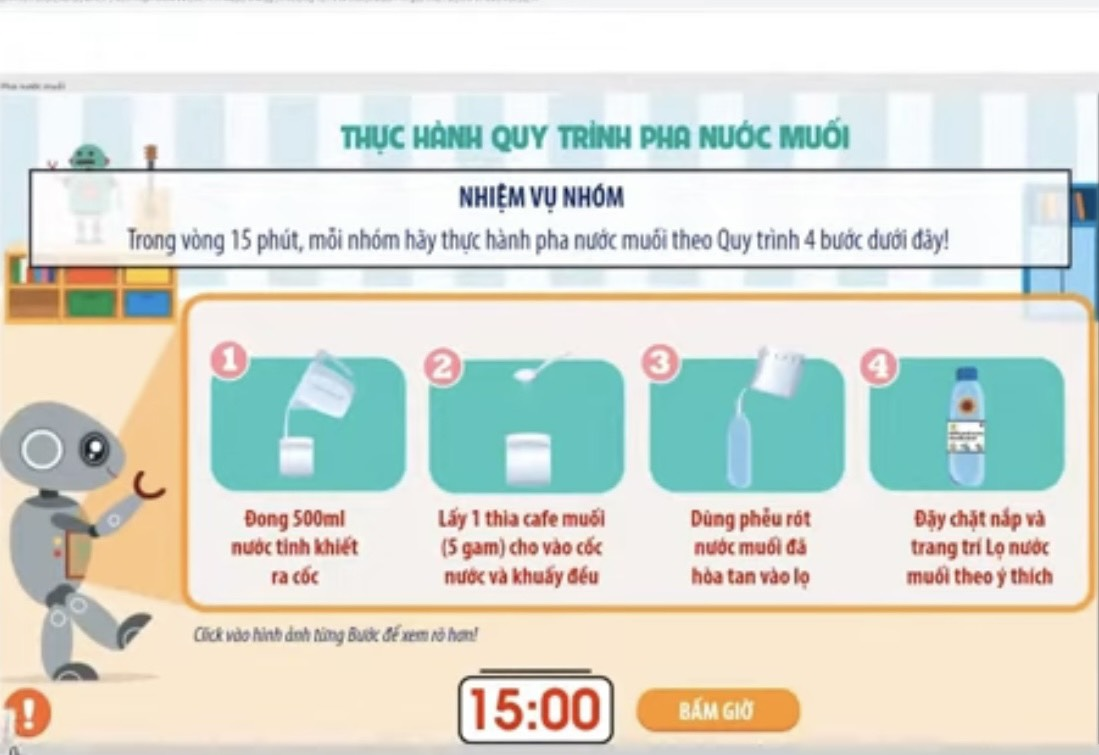 Pha nước muối
THỰC HÀNH QUY TRÌNH PHA NƯỚC MUỐI
NHIỆM VỤ NHÓM
Trong vòng 15 phút, mỗi nhóm hãy thực hành pha nước muối theo Quy trình 4 bước dưới đây!
1
Đong 500ml
nước tinh khiết
ra cốc
2
Lấy 1 thìa cafe muối
(5 gam) cho vào cốc
nước và khuấy đều
3
Dùng phễu rót
nước muối đã
hòa tan vào lọ
4
Đậy chặt nắp và
trang trí Lọ nước
muối theo ý thích
Click vào hình ảnh từng Bước để xem rõ hơn!
15:00
BẤM GIỜ
!